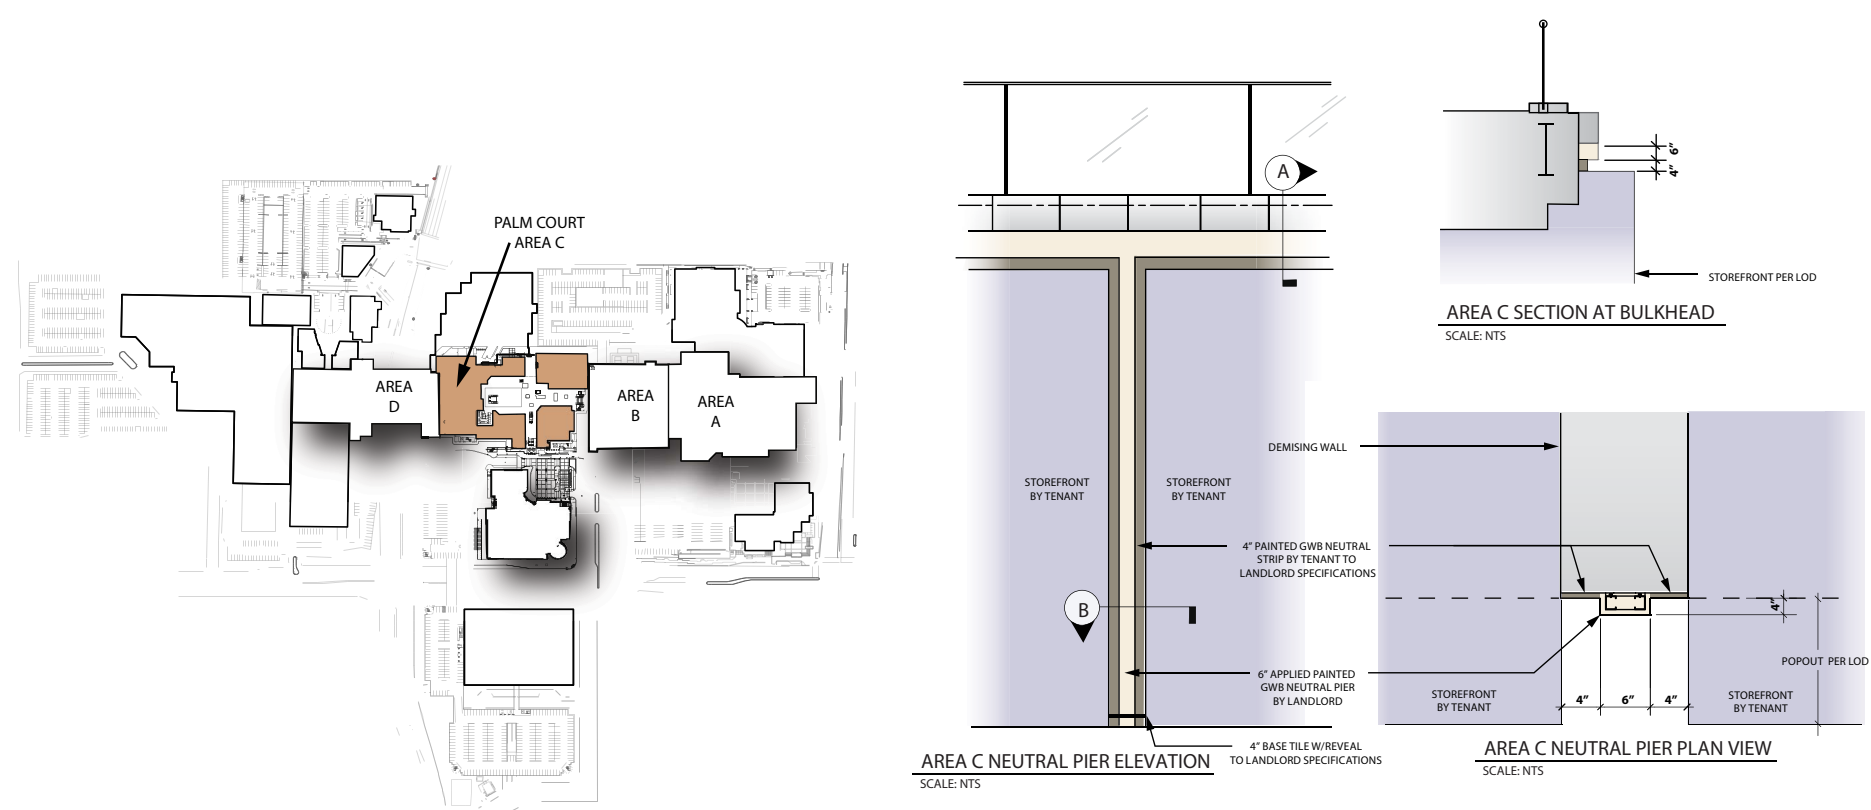 PALM COURT
AREA C
AREA
D
AREA
B
AREA
A
A
STOREFRONT
BY TENANT
STOREFRONT
BY TENANT
4” PAINTED GWB NEUTRAL
STRIP BY TENANT TO
LANDLORD SPECIFICATIONS
B
6” APPLIED PAINTED
GWB NEUTRAL PIER
BY LANDLORD
4” BASE TILE W/REVEAL
TO LANDLORD SPECIFICATIONS
AREA C NEUTRAL PIER ELEVATION
SCALE: NTS
6”
4”
STOREFRONT PER LOD
AREA C SECTION AT BULKHEAD
SCALE: NTS
DEMISING WALL
4”
POPOUT PER LOD
STOREFRONT
BY TENANT
4”
6”
4”
STOREFRONT
BY TENANT
AREA C NEUTRAL PIER PLAN VIEW
SCALE: NTS